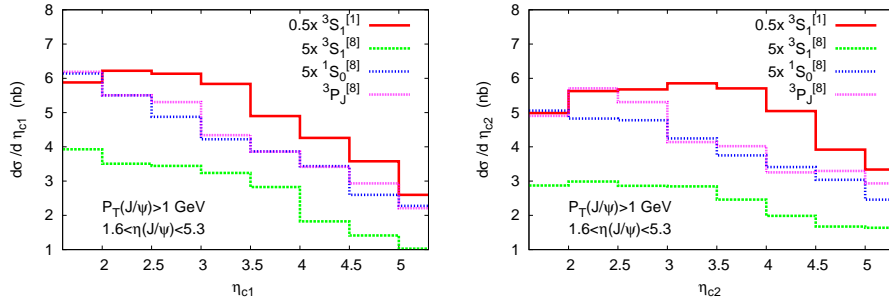 dσ/d η_c1 (nb)
7
6
5
4
3
2
1
0.5x ³S₁^[1]
5x ³S₁^[8]
5x ¹S₀^[8]
³P_J^[8]
P_T(J/ψ)>1 GeV
1.6<η(J/ψ)<5.3
2 2.5 3 3.5 4 4.5 5
η_c1
dσ/d η_c2 (nb)
8
7
6
5
4
3
2
1
0.5x ³S₁^[1]
5x ³S₁^[8]
5x ¹S₀^[8]
³P_J^[8]
P_T(J/ψ)>1 GeV
1.6<η(J/ψ)<5.3
2 2.5 3 3.5 4 4.5 5
η_c2